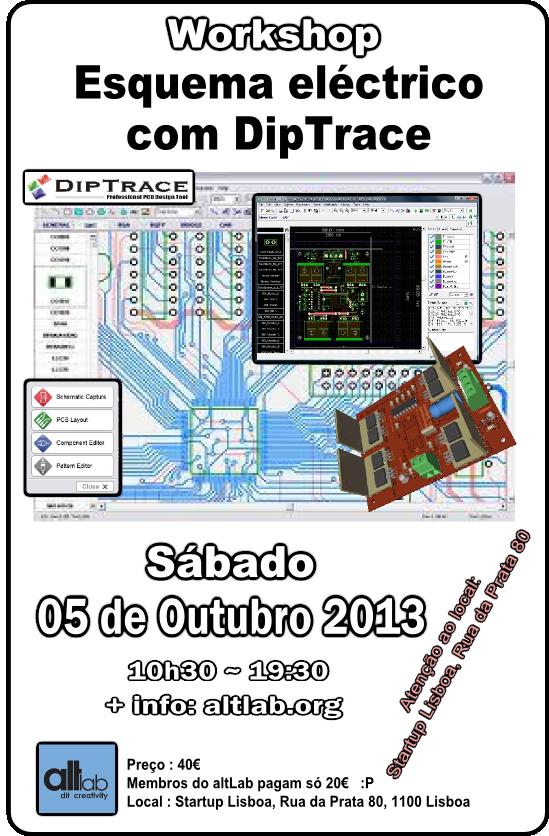 Workshop
Esquema eléctrico
com DipTrace
DIPTRACE
Professional PCB Design Tool
Schematic Capture
PCB Layout
Component Editor
Pattern Editor
Close X
Sábado
05 de Outubro 2013
10h30 ~ 19:30
+ info: altlab.org
Atenção ao local:
Startup Lisboa, Rua da Prata 80
altlab
dit creativity
Preço : 40€
Membros do altLab pagam só 20€ :P
Local : Startup Lisboa, Rua da Prata 80, 1100 Lisboa